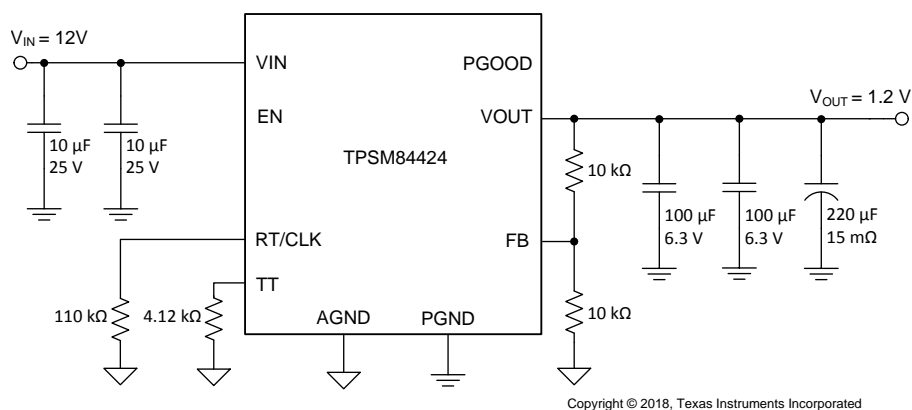 V_IN = 12V
VIN
PGOOD
EN
VOUT
V_OUT = 1.2 V
10 µF
25 V
10 µF
25 V
TPSM84424
10 kΩ
100 µF
6.3 V
100 µF
6.3 V
220 µF
15 mΩ
RT/CLK
FB
TT
110 kΩ
4.12 kΩ
AGND
PGND
10 kΩ
Copyright © 2018, Texas Instruments Incorporated